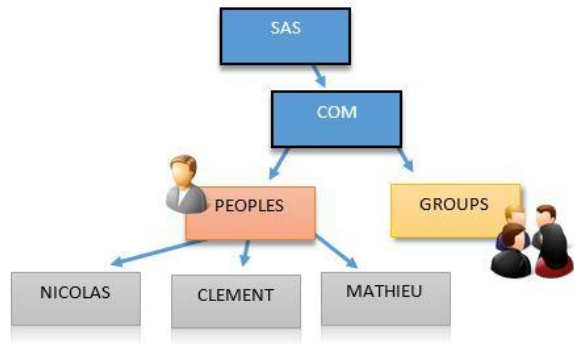 SAS
COM
PEOPLES
GROUPS
NICOLAS
CLEMENT
MATHIEU